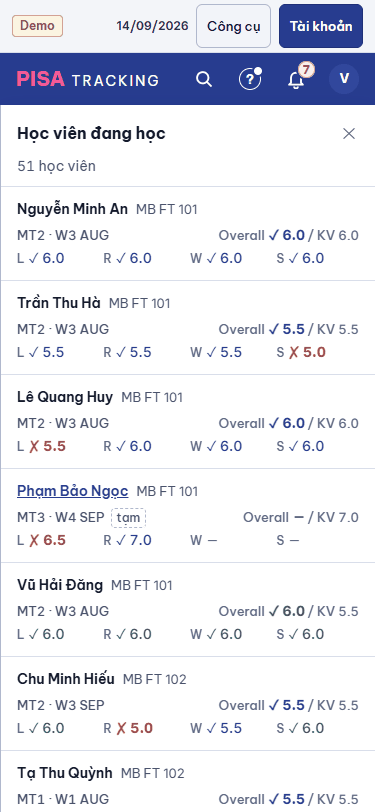 Demo 14/09/2026 Công cụ Tài khoản
PISA TRACKING ? 7 V
Học viên đang học
51 học viên
Nguyễn Minh An MB FT 101
MT2 · W3 AUG Overall ✓ 6.0 / KV 6.0
L ✓ 6.0 R ✓ 6.0 W ✓ 6.0 S ✓ 6.0
Trần Thu Hà MB FT 101
MT2 · W3 AUG Overall ✓ 5.5 / KV 5.5
L ✓ 5.5 R ✓ 5.5 W ✓ 5.5 S ✗ 5.0
Lê Quang Huy MB FT 101
MT2 · W3 AUG Overall ✓ 6.0 / KV 6.0
L ✗ 5.5 R ✓ 6.0 W ✓ 6.0 S ✓ 6.0
Phạm Bảo Ngọc MB FT 101
MT3 · W4 SEP tạm Overall — / KV 7.0
L ✗ 6.5 R ✓ 7.0 W — S —
Vũ Hải Đăng MB FT 101
MT2 · W3 AUG Overall ✓ 6.0 / KV 5.5
L ✓ 6.0 R ✓ 6.0 W ✓ 6.0 S ✓ 6.0
Chu Minh Hiếu MB FT 102
MT2 · W3 SEP Overall ✓ 5.5 / KV 5.5
L ✓ 6.0 R ✗ 5.0 W ✓ 5.5 S ✓ 6.0
Tạ Thu Quỳnh MB FT 102
MT1 · W1 AUG Overall ✓ 5.5 / KV 5.5